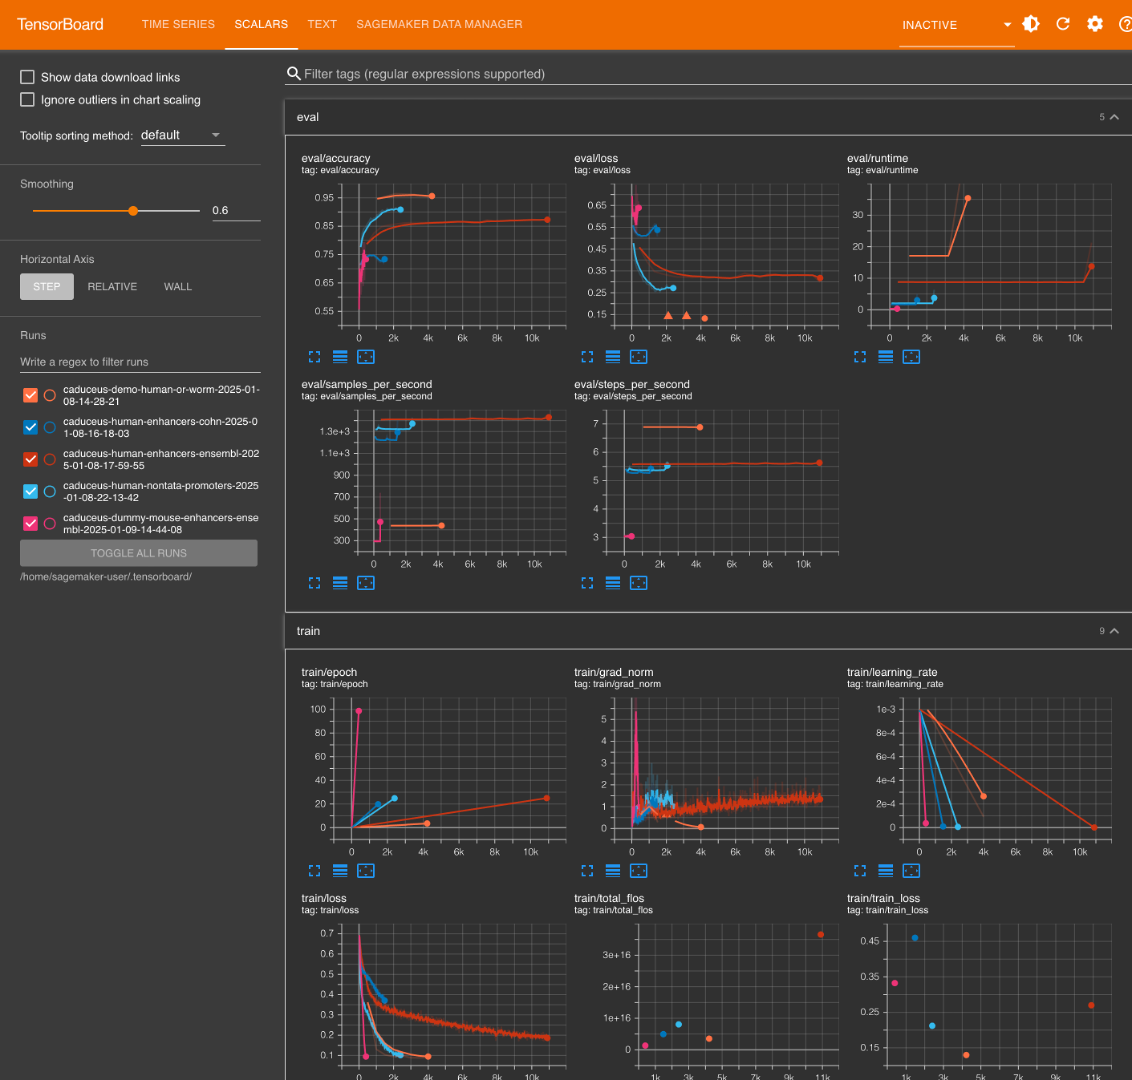 TensorBoard
TIME SERIES
SCALARS
TEXT
SAGEMAKER DATA MANAGER
INACTIVE
Show data download links
Ignore outliers in chart scaling
Tooltip sorting method: default
Smoothing
0.6
Horizontal Axis
STEP
RELATIVE
WALL
Runs
Write a regex to filter runs
caduceus-demo-human-or-worm-2025-01-
08-14-28-21
caduceus-human-enhancers-cohn-2025-0
1-08-16-18-03
caduceus-human-enhancers-ensembl-202
5-01-08-17-59-55
caduceus-human-nontata-promoters-2025
-01-08-22-13-42
caduceus-dummy-mouse-enhancers-ense
mbl-2025-01-09-14-44-08
TOGGLE ALL RUNS
/home/sagemaker-user/.tensorboard/
Filter tags (regular expressions supported)
eval
5
eval/accuracy
tag: eval/accuracy
0.95
0.85
0.75
0.65
0.55
0 2k 4k 6k 8k 10k
eval/loss
tag: eval/loss
0.65
0.55
0.45
0.35
0.25
0.15
0 2k 4k 6k 8k 10k
eval/runtime
tag: eval/runtime
30
20
10
0
0 2k 4k 6k 8k 10k
eval/samples_per_second
tag: eval/samples_per_second
1.3e+3
1.1e+3
900
700
500
300
0 2k 4k 6k 8k 10k
eval/steps_per_second
tag: eval/steps_per_second
7
6
5
4
3
0 2k 4k 6k 8k 10k
train
9
train/epoch
tag: train/epoch
100
80
60
40
20
0
0 2k 4k 6k 8k 10k
train/grad_norm
tag: train/grad_norm
5
4
3
2
1
0
0 2k 4k 6k 8k 10k
train/learning_rate
tag: train/learning_rate
1e-3
8e-4
6e-4
4e-4
2e-4
0
0 2k 4k 6k 8k 10k
train/loss
tag: train/loss
0.7
0.6
0.5
0.4
0.3
0.2
0.1
0 2k 4k 6k 8k 10k
train/total_flos
tag: train/total_flos
3e+16
2e+16
1e+16
0
1k 3k 5k 7k 9k 11k
train/train_loss
tag: train/train_loss
0.45
0.35
0.25
0.15
1k 3k 5k 7k 9k 11k